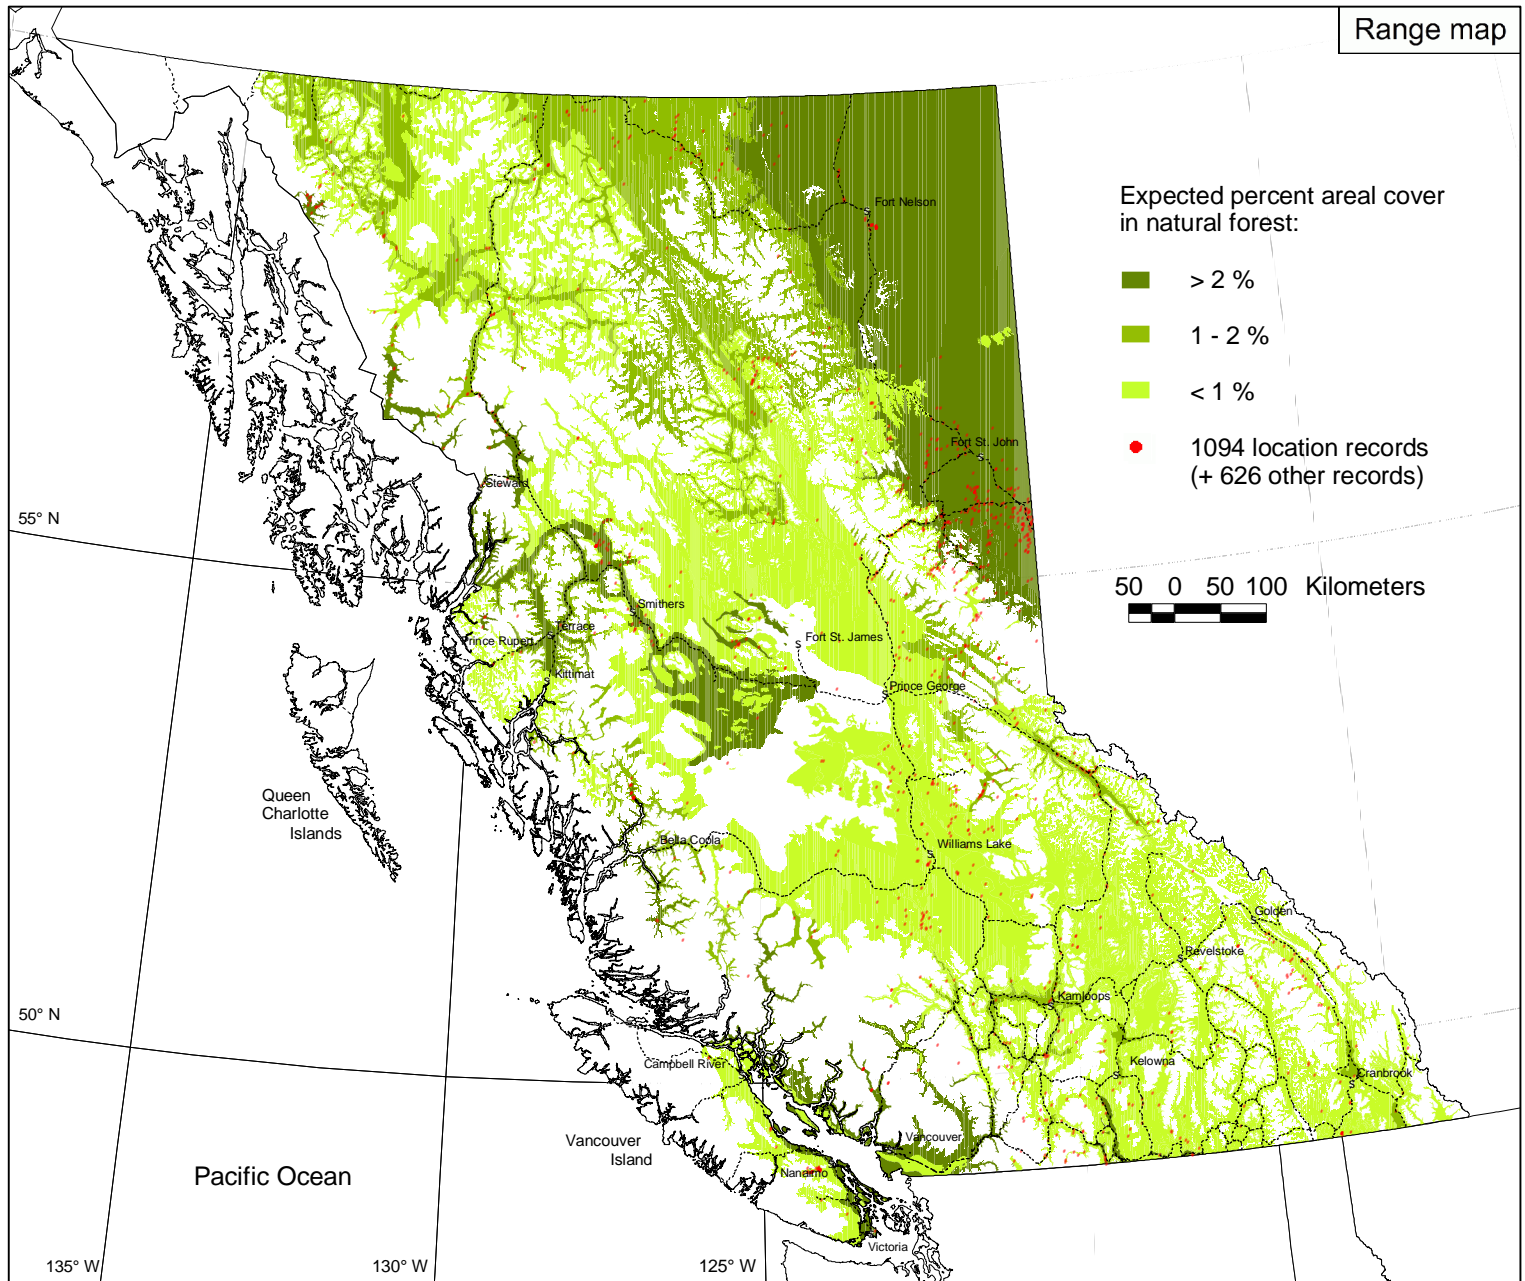 Range map
Expected percent areal cover
in natural forest:
> 2 %
1 - 2 %
< 1 %
1094 location records
(+ 626 other records)
50 0 50 100 Kilometers
Fort Nelson
Fort St. John
Steward
55° N
Smithers
Terrace
Prince Rupert
Fort St. James
Kittimat
Prince George
Queen
Charlotte
Islands
Bella Coola
Williams Lake
Golden
Revelstoke
Kamloops
50° N
Campbell River
Kelowna
Cranbrook
Vancouver
Island
Vancouver
Nanaimo
Pacific Ocean
Victoria
135° W
130° W
125° W